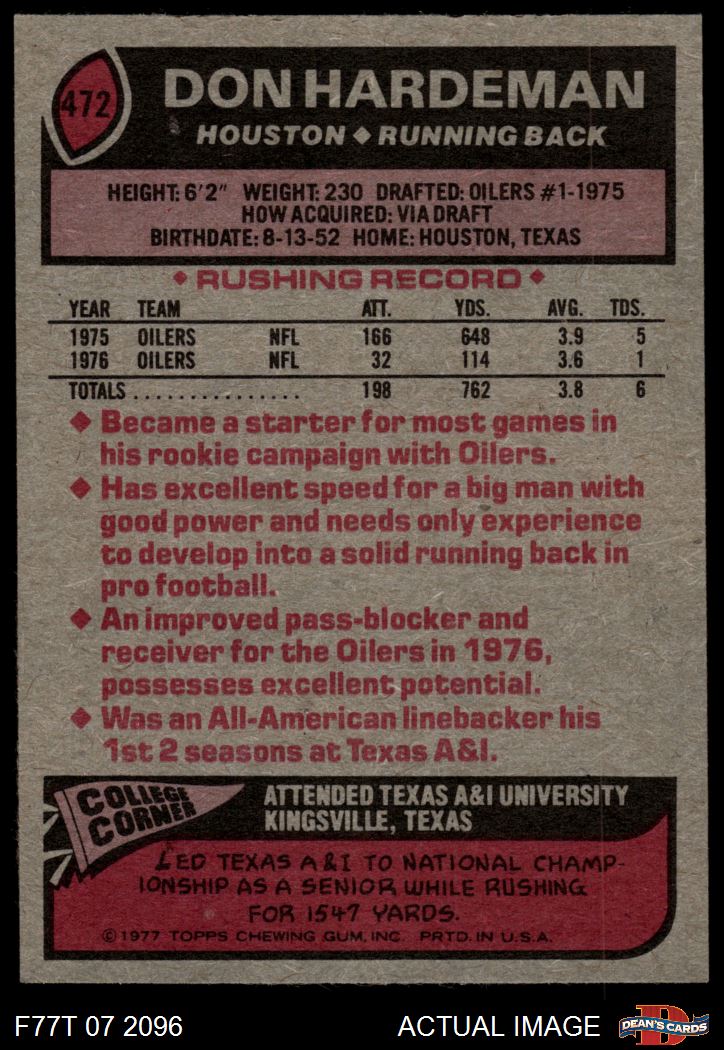 472
DON HARDEMAN
HOUSTON ◆ RUNNING BACK
HEIGHT: 6'2" WEIGHT: 230 DRAFTED: OILERS #1-1975
HOW ACQUIRED: VIA DRAFT
BIRTHDATE: 8-13-52 HOME: HOUSTON, TEXAS
◆ RUSHING RECORD ◆
YEAR TEAM ATT. YDS. AVG. TDS.
1975 OILERS NFL 166 648 3.9 5
1976 OILERS NFL 32 114 3.6 1
TOTALS ............... 198 762 3.8 6
◆ Became a starter for most games in
his rookie campaign with Oilers.
◆ Has excellent speed for a big man with
good power and needs only experience
to develop into a solid running back in
pro football.
◆ An improved pass-blocker and
receiver for the Oilers in 1976,
possesses excellent potential.
◆ Was an All-American linebacker his
1st 2 seasons at Texas A&I.
COLLEGE
CORNER
ATTENDED TEXAS A&I UNIVERSITY
KINGSVILLE, TEXAS
LED TEXAS A&I TO NATIONAL CHAMP-
IONSHIP AS A SENIOR WHILE RUSHING
FOR 1547 YARDS.
©1977 TOPPS CHEWING GUM, INC. PRTD. IN U.S.A.
F77T 07 2096 ACTUAL IMAGE
D
DEAN'S CARDS